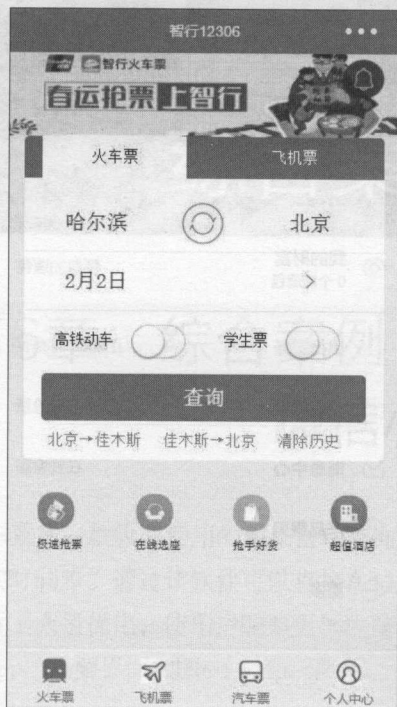 智行12306
智行火车票
春运抢票 上智行
火车票 飞机票
哈尔滨 北京
2月2日
高铁动车 学生票
查询
北京→佳木斯 佳木斯→北京 清除历史
极速抢票 在线选座 抢手好货 超值酒店
火车票 飞机票 汽车票 个人中心